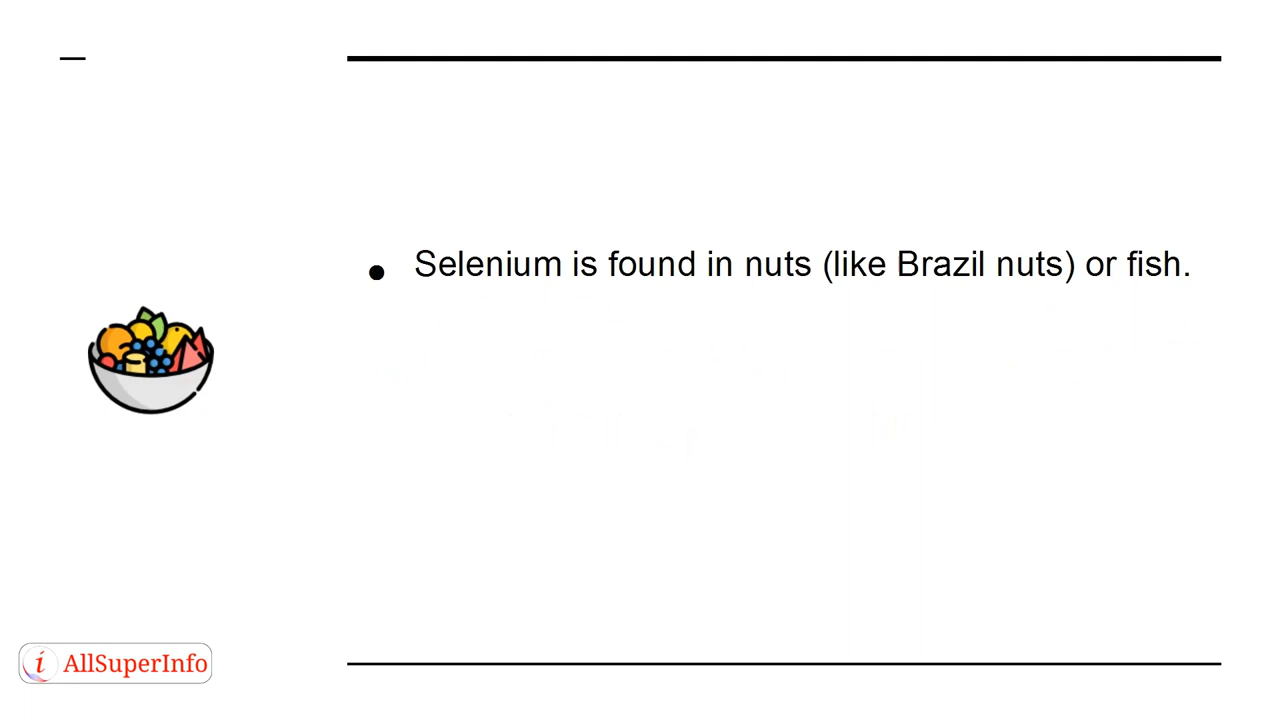 ● Selenium is found in nuts (like Brazil nuts) or fish.
i AllSuperInfo